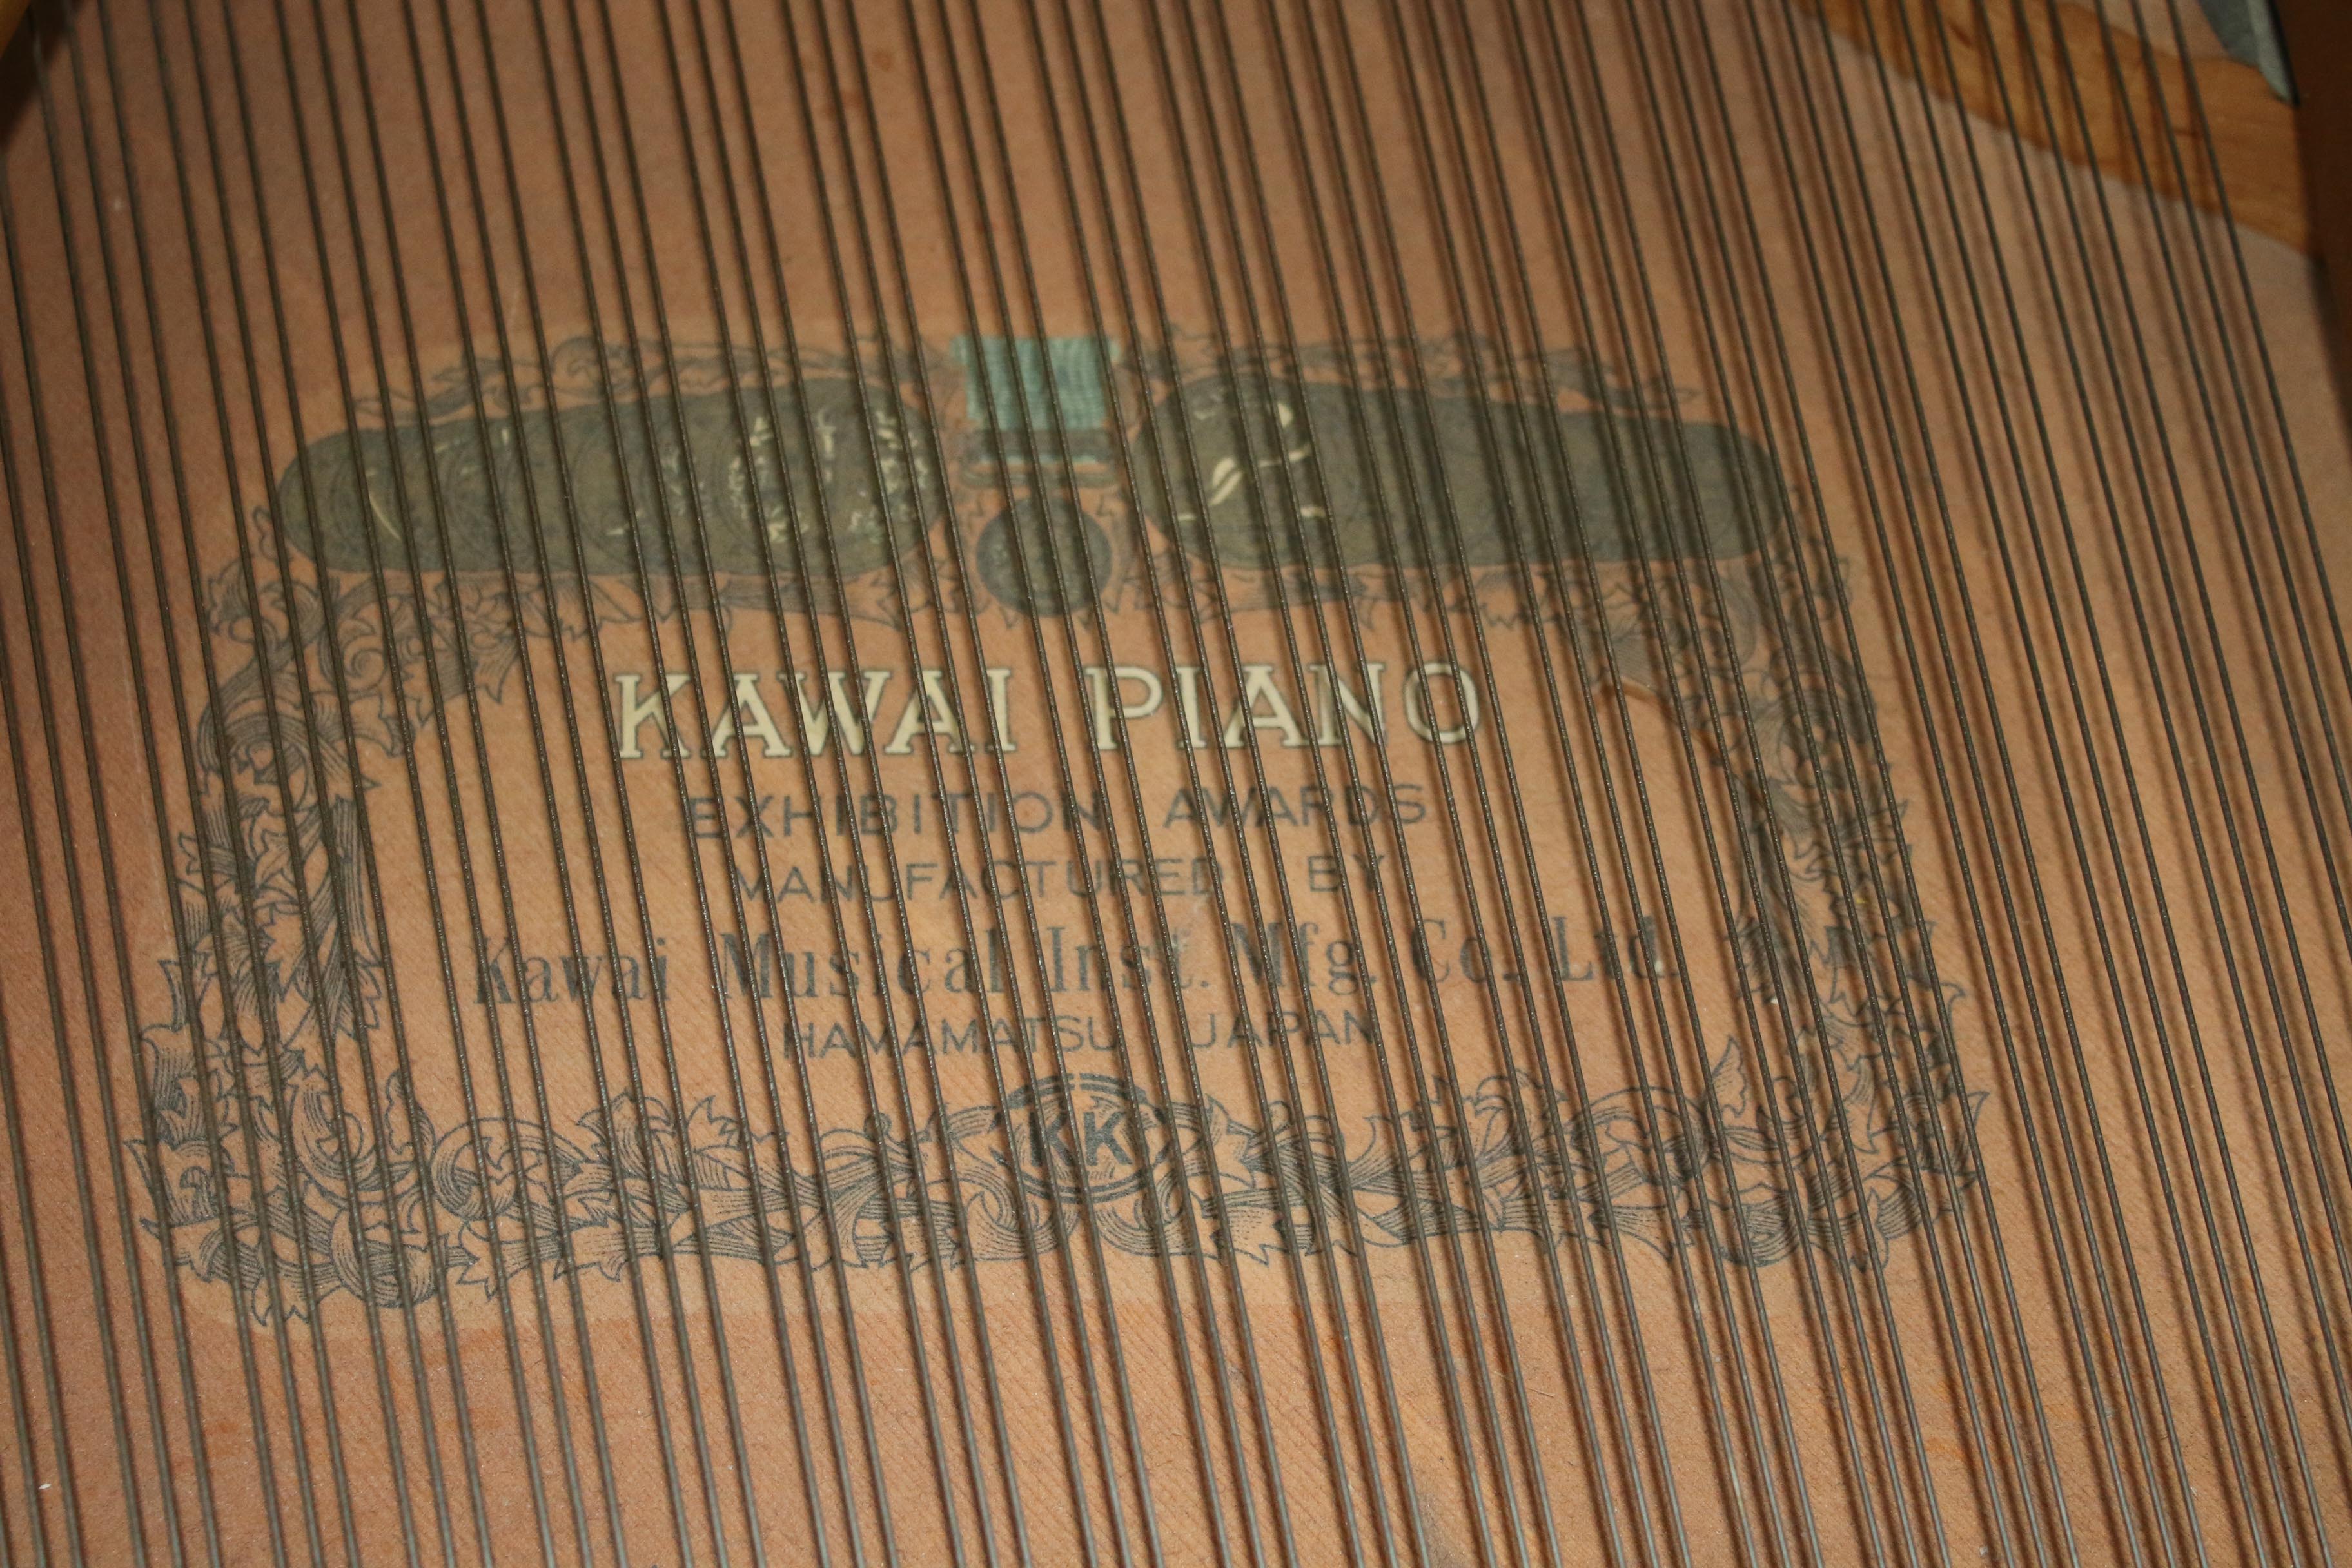 KAWAI PIANO
EXHIBITION AWARDS
MANUFACTURED BY
Kawai Musical Inst. Mfg. Co. Ltd.
HAMAMATSU, JAPAN
KK